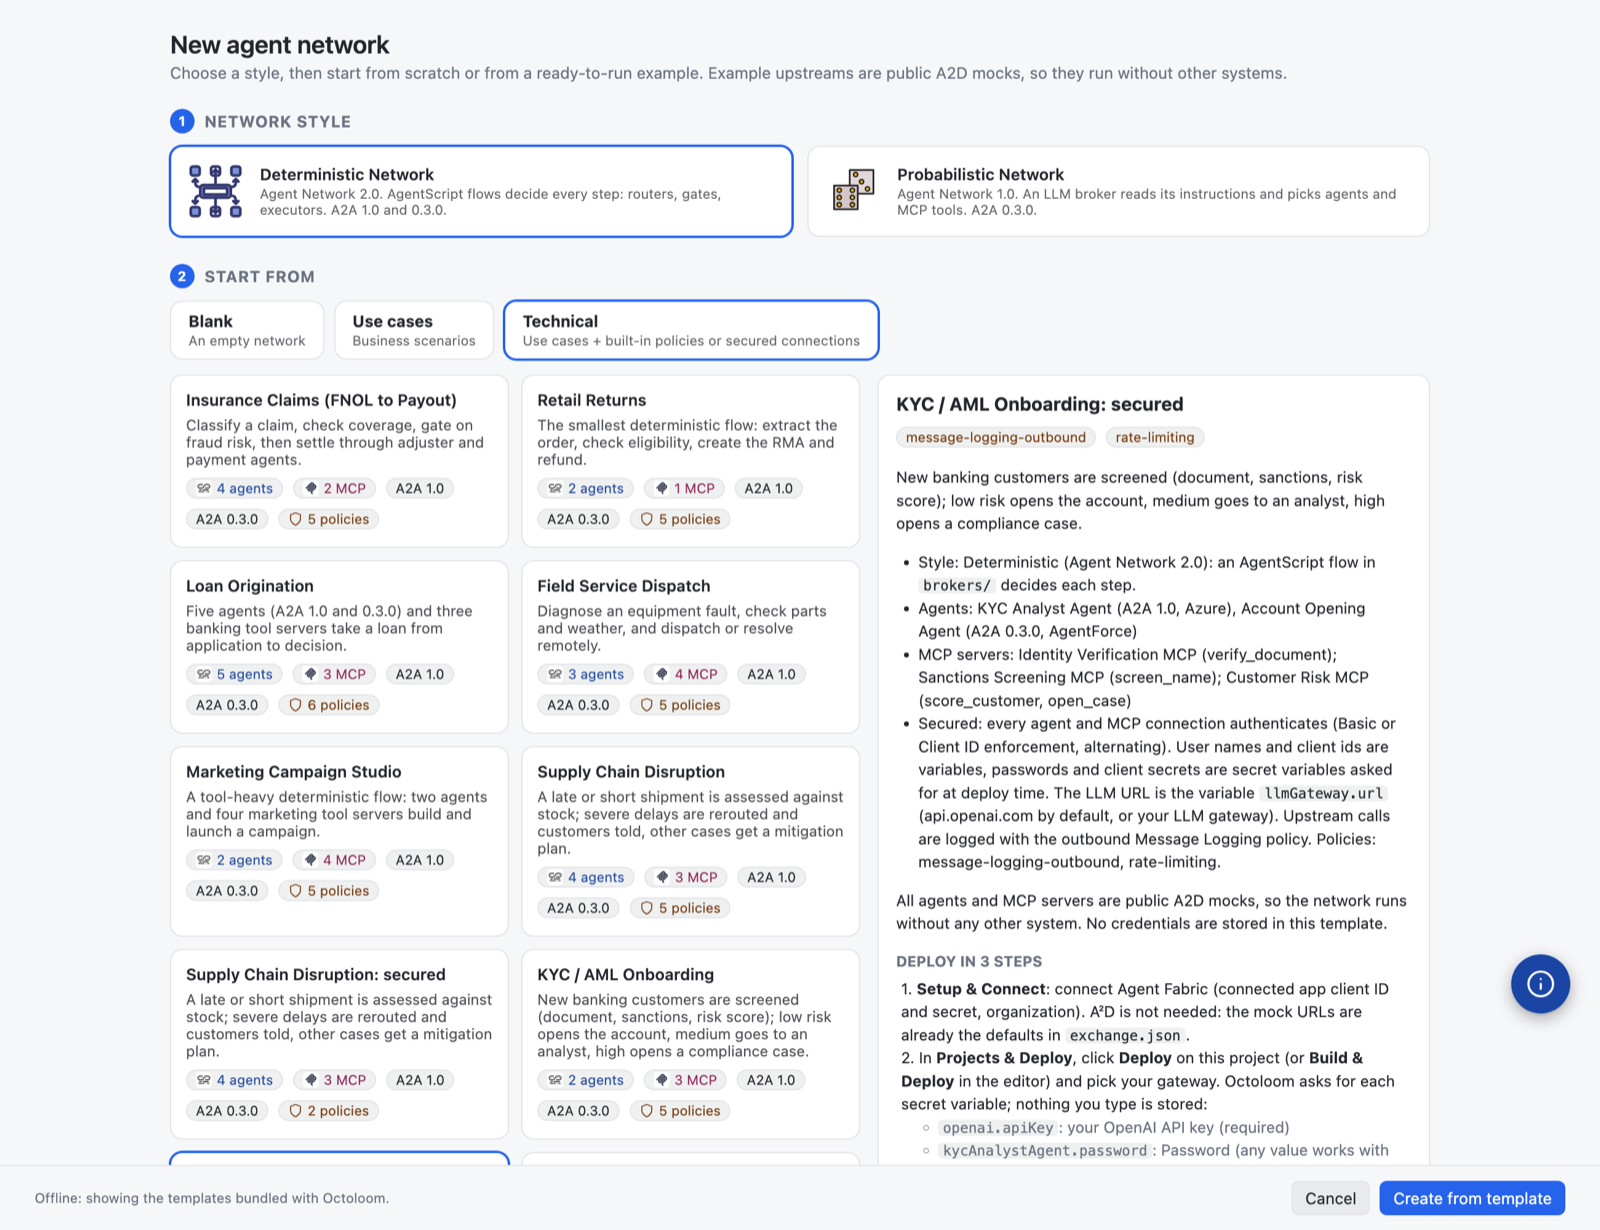 New agent network
Choose a style, then start from scratch or from a ready-to-run example. Example upstreams are public A2D mocks, so they run without other systems.
1 NETWORK STYLE
Deterministic Network
Agent Network 2.0. AgentScript flows decide every step: routers, gates,
executors. A2A 1.0 and 0.3.0.
Probabilistic Network
Agent Network 1.0. An LLM broker reads its instructions and picks agents and
MCP tools. A2A 0.3.0.
2 START FROM
Blank
An empty network
Use cases
Business scenarios
Technical
Use cases + built-in policies or secured connections
Insurance Claims (FNOL to Payout)
Classify a claim, check coverage, gate on
fraud risk, then settle through adjuster and
payment agents.
4 agents 2 MCP A2A 1.0
A2A 0.3.0 5 policies
Retail Returns
The smallest deterministic flow: extract the
order, check eligibility, create the RMA and
refund.
2 agents 1 MCP A2A 1.0
A2A 0.3.0 5 policies
Loan Origination
Five agents (A2A 1.0 and 0.3.0) and three
banking tool servers take a loan from
application to decision.
5 agents 3 MCP A2A 1.0
A2A 0.3.0 6 policies
Field Service Dispatch
Diagnose an equipment fault, check parts
and weather, and dispatch or resolve
remotely.
3 agents 4 MCP A2A 1.0
A2A 0.3.0 5 policies
Marketing Campaign Studio
A tool-heavy deterministic flow: two agents
and four marketing tool servers build and
launch a campaign.
2 agents 4 MCP A2A 1.0
A2A 0.3.0 5 policies
Supply Chain Disruption
A late or short shipment is assessed against
stock; severe delays are rerouted and
customers told, other cases get a mitigation
plan.
4 agents 3 MCP A2A 1.0
A2A 0.3.0 5 policies
Supply Chain Disruption: secured
A late or short shipment is assessed against
stock; severe delays are rerouted and
customers told, other cases get a mitigation
plan.
4 agents 3 MCP A2A 1.0
A2A 0.3.0 2 policies
KYC / AML Onboarding
New banking customers are screened
(document, sanctions, risk score); low risk
opens the account, medium goes to an
analyst, high opens a compliance case.
2 agents 3 MCP A2A 1.0
A2A 0.3.0 5 policies
KYC / AML Onboarding: secured
message-logging-outbound rate-limiting
New banking customers are screened (document, sanctions, risk
score); low risk opens the account, medium goes to an analyst, high
opens a compliance case.
• Style: Deterministic (Agent Network 2.0): an AgentScript flow in
brokers/ decides each step.
• Agents: KYC Analyst Agent (A2A 1.0, Azure), Account Opening
Agent (A2A 0.3.0, AgentForce)
• MCP servers: Identity Verification MCP (verify_document);
Sanctions Screening MCP (screen_name); Customer Risk MCP
(score_customer, open_case)
• Secured: every agent and MCP connection authenticates (Basic or
Client ID enforcement, alternating). User names and client ids are
variables, passwords and client secrets are secret variables asked
for at deploy time. The LLM URL is the variable llmGateway.url
(api.openai.com by default, or your LLM gateway). Upstream calls
are logged with the outbound Message Logging policy. Policies:
message-logging-outbound, rate-limiting.
All agents and MCP servers are public A2D mocks, so the network runs
without any other system. No credentials are stored in this template.
DEPLOY IN 3 STEPS
1. Setup & Connect: connect Agent Fabric (connected app client ID
and secret, organization). A²D is not needed: the mock URLs are
already the defaults in exchange.json.
2. In Projects & Deploy, click Deploy on this project (or Build &
Deploy in the editor) and pick your gateway. Octoloom asks for each
secret variable; nothing you type is stored:
◦ openai.apiKey: your OpenAI API key (required)
◦ kycAnalystAgent.password: Password (any value works with
Offline: showing the templates bundled with Octoloom.
Cancel
Create from template